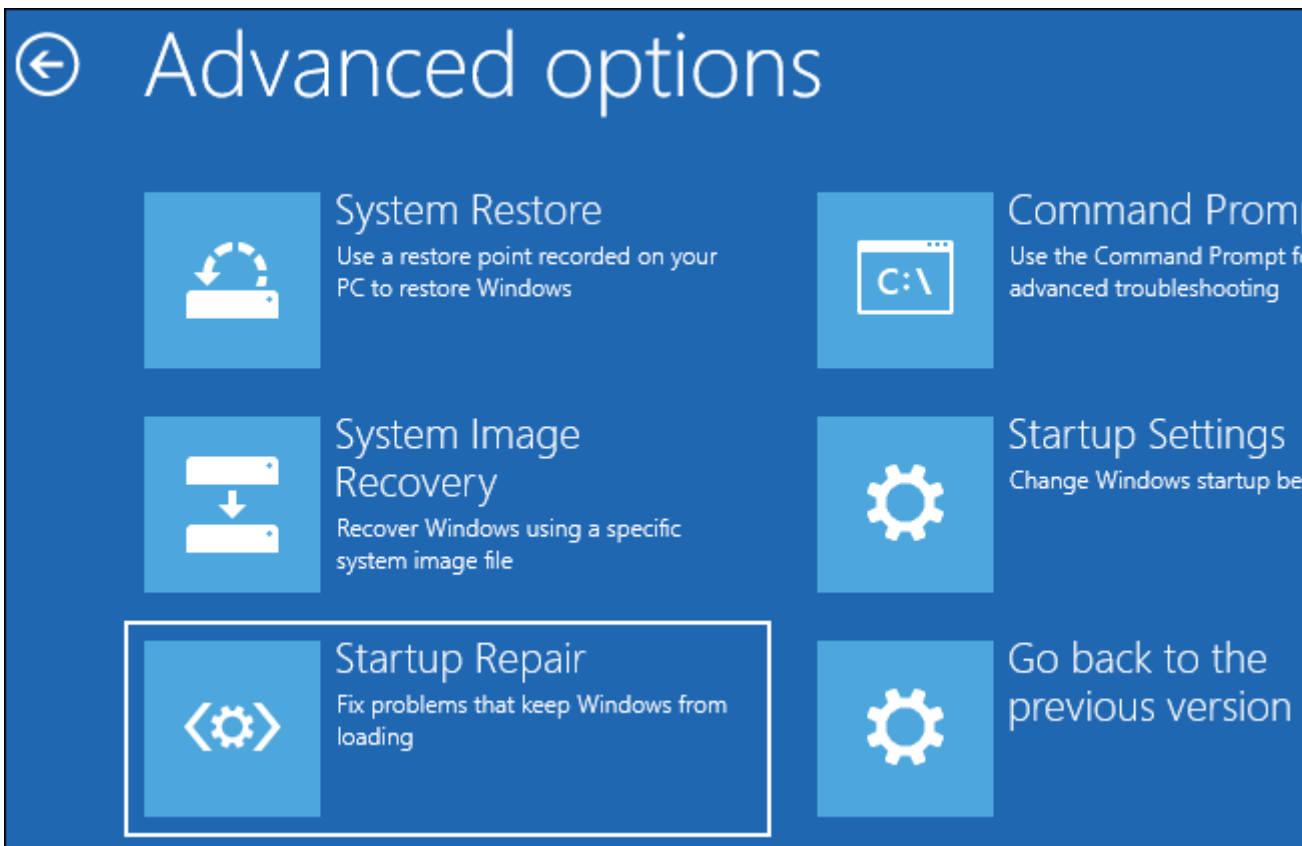 Advanced options
System Restore
Use a restore point recorded on your
PC to restore Windows
System Image
Recovery
Recover Windows using a specific
system image file
Startup Repair
Fix problems that keep Windows from
loading
Command Prom
Use the Command Prompt fo
advanced troubleshooting
C:\
Startup Settings
Change Windows startup be
Go back to the
previous version